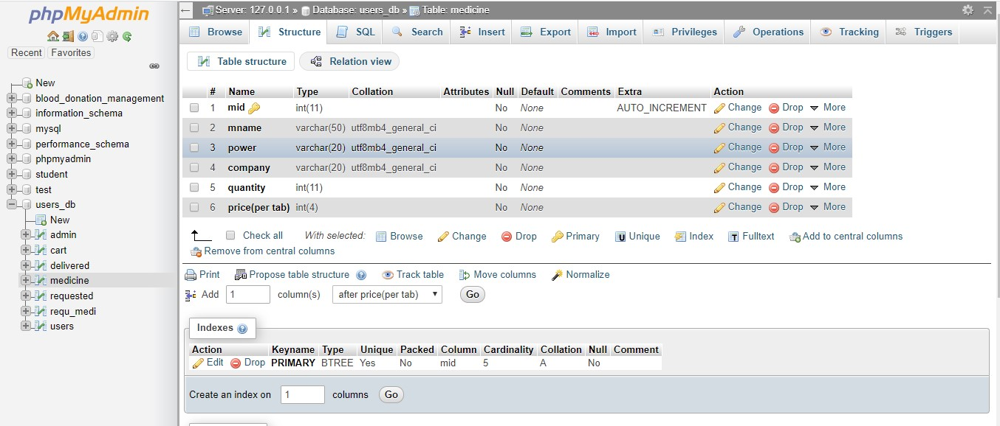 phpMyAdmin
Recent Favorites
New
blood_donation_management
information_schema
mysql
performance_schema
phpmyadmin
student
test
users_db
New
admin
cart
delivered
medicine
requested
requ_medi
users
Server: 127.0.0.1 » Database: users_db » Table: medicine
Browse Structure SQL Search Insert Export Import Privileges Operations Tracking Triggers
Table structure Relation view
# Name Type Collation Attributes Null Default Comments Extra Action
1 mid int(11) No None AUTO_INCREMENT Change Drop More
2 mname varchar(50) utf8mb4_general_ci No None Change Drop More
3 power varchar(20) utf8mb4_general_ci No None Change Drop More
4 company varchar(20) utf8mb4_general_ci No None Change Drop More
5 quantity int(11) No None Change Drop More
6 price(per tab) int(4) No None Change Drop More
Check all With selected: Browse Change Drop Primary Unique Index Fulltext Add to central columns
Remove from central columns
Print Propose table structure Track table Move columns Normalize
Add 1 column(s) after price(per tab) Go
Indexes
Action Keyname Type Unique Packed Column Cardinality Collation Null Comment
Edit Drop PRIMARY BTREE Yes No mid 5 A No
Create an index on 1 columns Go